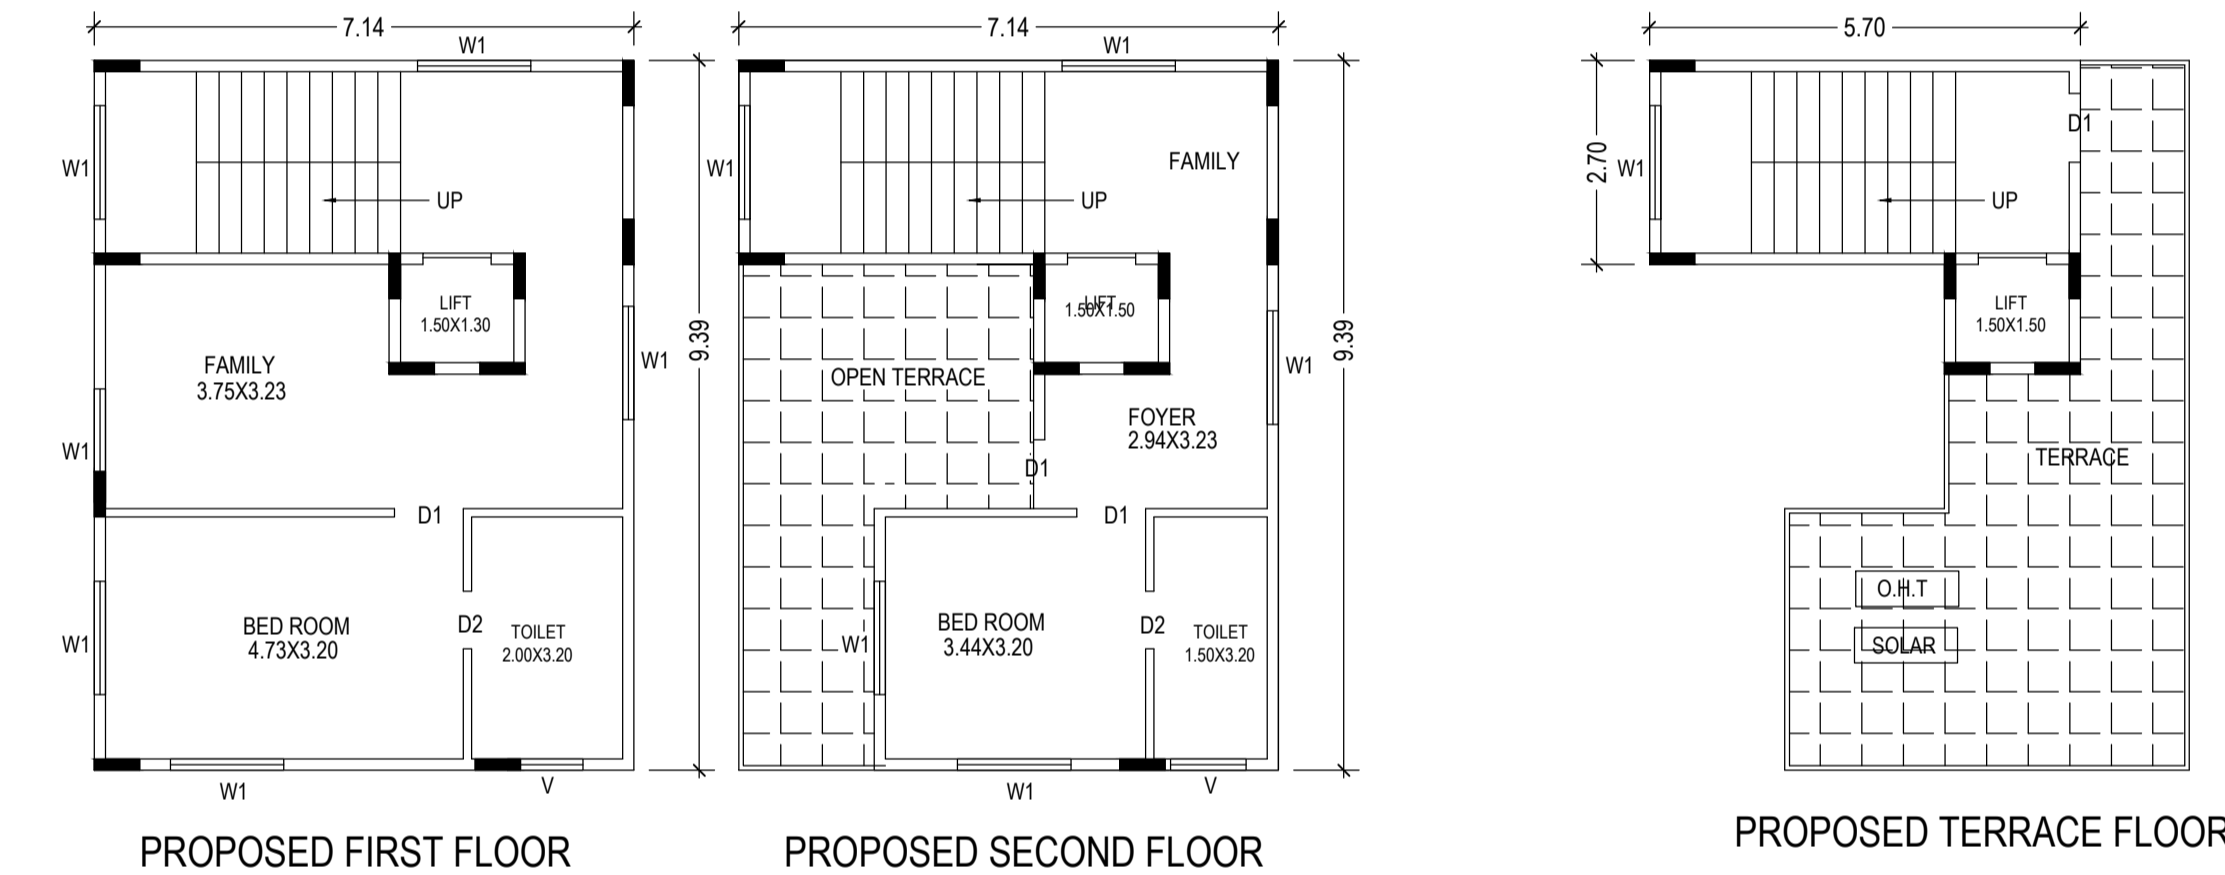 7.14
W1
W1
UP
LIFT
1.50X1.30
9.39
W1
FAMILY
3.75X3.23
W1
D1
W1
BED ROOM
4.73X3.20
D2
TOILET
2.00X3.20
W1
V
PROPOSED FIRST FLOOR
7.14
W1
W1
FAMILY
UP
LIFT
1.50X1.50
9.39
W1
OPEN TERRACE
FOYER
2.94X3.23
D1
D1
W1
BED ROOM
3.44X3.20
D2
TOILET
1.50X3.20
W1
V
PROPOSED SECOND FLOOR
5.70
D1
2.70
W1
UP
LIFT
1.50X1.50
TERRACE
O.H.T
SOLAR
PROPOSED TERRACE FLOOR